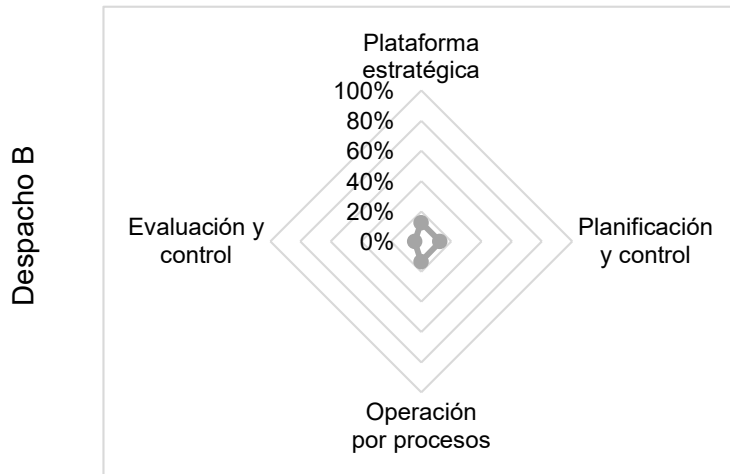 Despacho B
Plataforma
estratégica
100%
80%
60%
40%
20%
0%
Evaluación y
control
Planificación
y control
Operación
por procesos